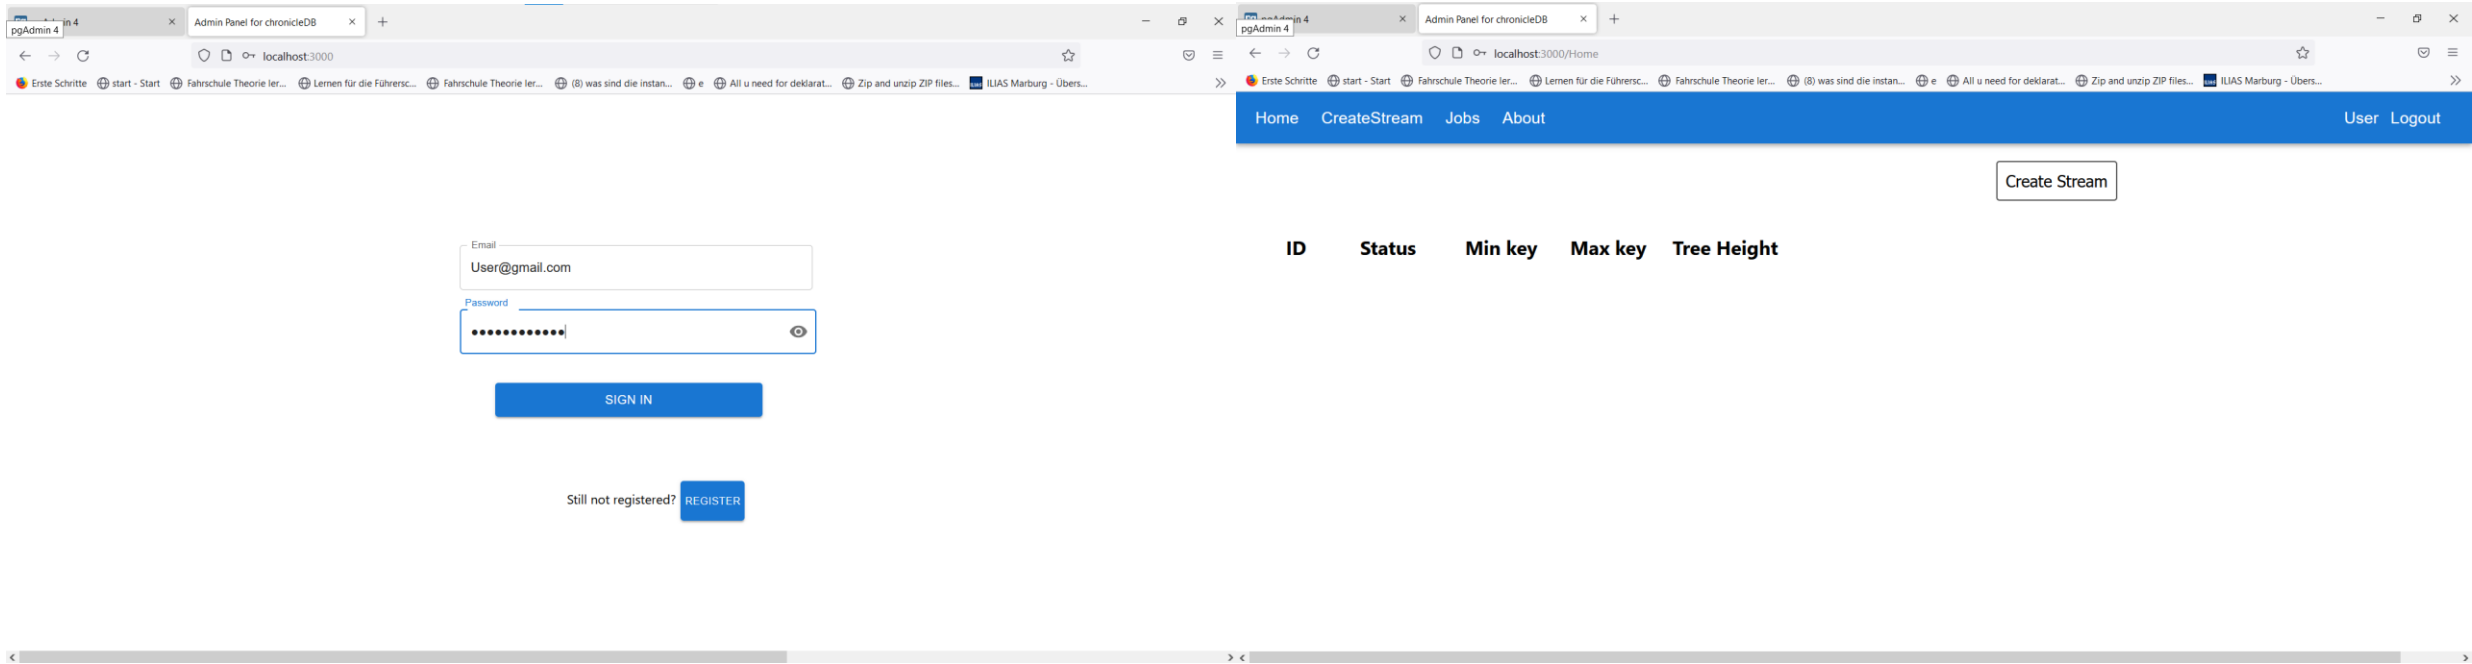 in 4
Admin Panel for chronicleDB
pgAdmin 4
localhost:3000
Erste Schritte start - Start Fahrschule Theorie ler... Lernen für die Führersc... Fahrschule Theorie ler... (8) was sind die instan... e All u need for deklarat... Zip and unzip ZIP files... ILIAS Marburg - Übers...
Email
User@gmail.com
Password
SIGN IN
Still not registered? REGISTER
pgAdmin 4
Admin Panel for chronicleDB
pgAdmin 4
localhost:3000/Home
Erste Schritte start - Start Fahrschule Theorie ler... Lernen für die Führersc... Fahrschule Theorie ler... (8) was sind die instan... e All u need for deklarat... Zip and unzip ZIP files... ILIAS Marburg - Übers...
Home CreateStream Jobs About User Logout
Create Stream
ID Status Min key Max key Tree Height